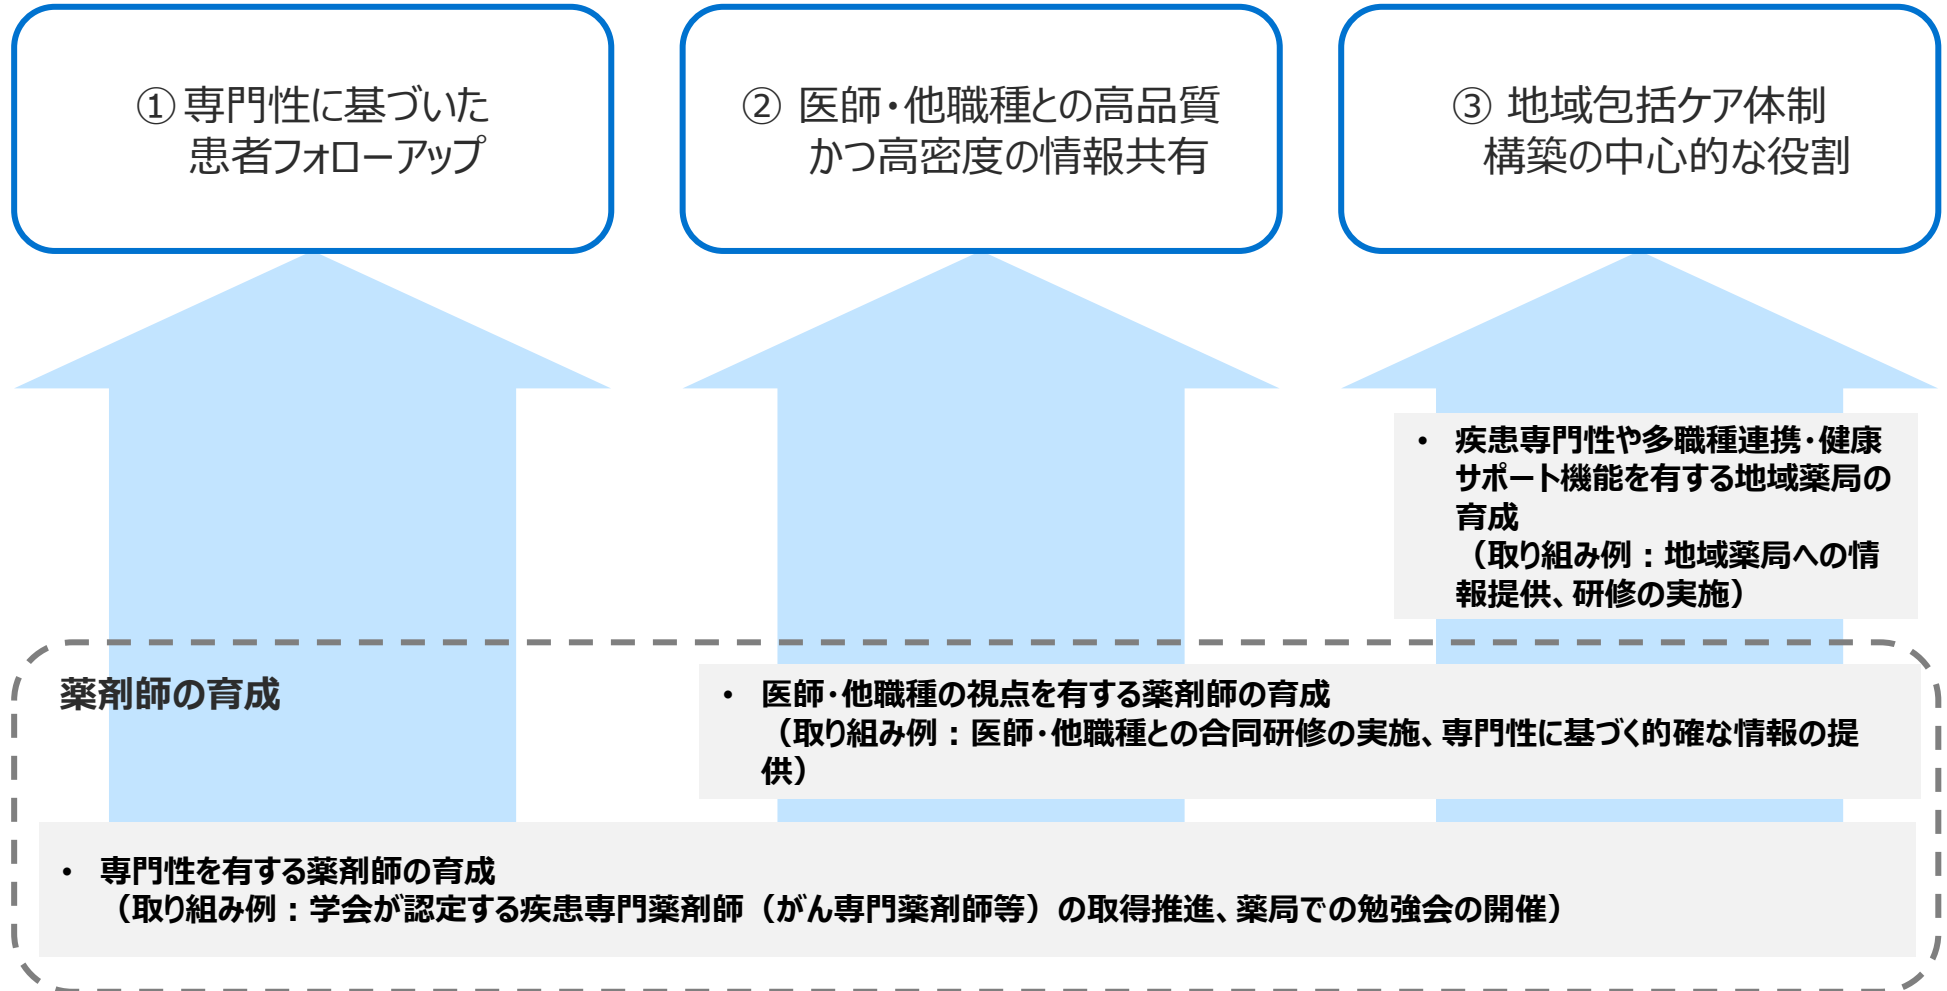 ① 専門性に基づいた
患者フォローアップ
② 医師・他職種との高品質
かつ高密度の情報共有
③ 地域包括ケア体制
構築の中心的な役割
• 疾患専門性や多職種連携・健康
サポート機能を有する地域薬局の
育成
（取り組み例：地域薬局への情
報提供、研修の実施）
薬剤師の育成
• 医師・他職種の視点を有する薬剤師の育成
（取り組み例：医師・他職種との合同研修の実施、専門性に基づく的確な情報の提
供）
• 専門性を有する薬剤師の育成
（取り組み例：学会が認定する疾患専門薬剤師（がん専門薬剤師等）の取得推進、薬局での勉強会の開催）